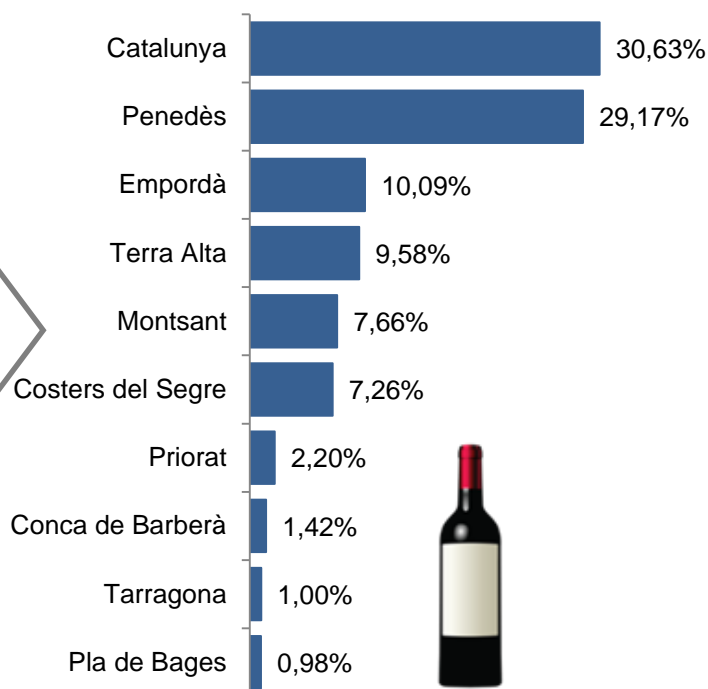 Catalunya 30,63%
Penedès 29,17%
Empordà 10,09%
Terra Alta 9,58%
Montsant 7,66%
Costers del Segre 7,26%
Priorat 2,20%
Conca de Barberà 1,42%
Tarragona 1,00%
Pla de Bages 0,98%